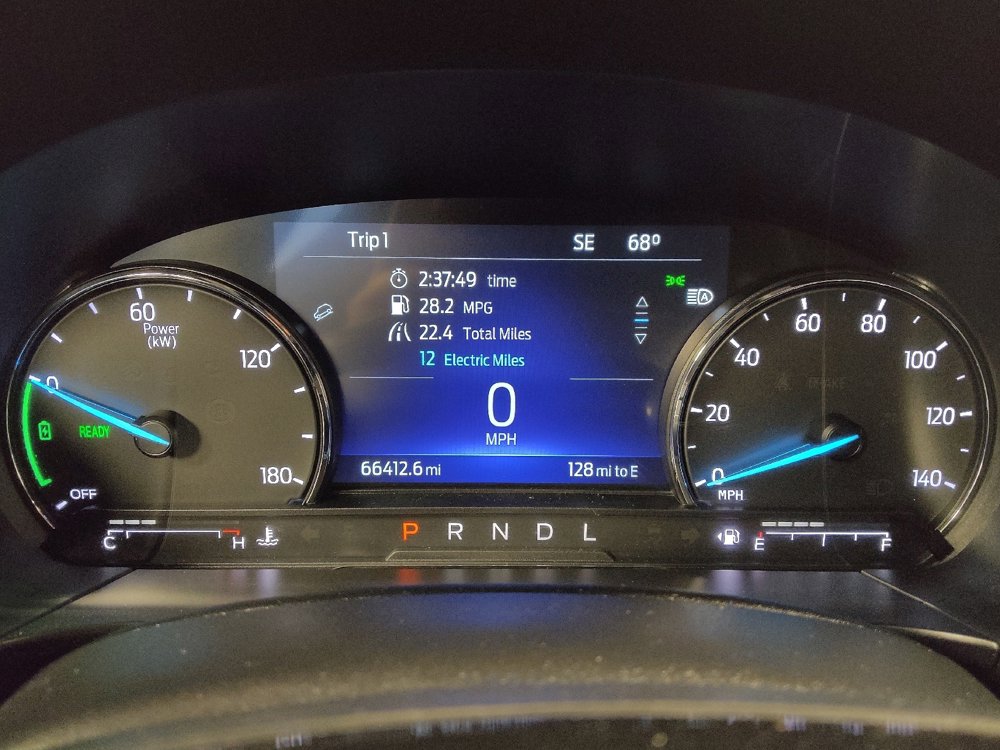 Trip 1 SE 68°
2:37:49 time
28.2 MPG
22.4 Total Miles
12 Electric Miles
0
MPH
66412.6 mi 128 mi to E
0
60
120
180
Power
(kW)
READY
OFF
0
20
40
60
80
100
120
140
MPH
A
C H
P R N D L
E F